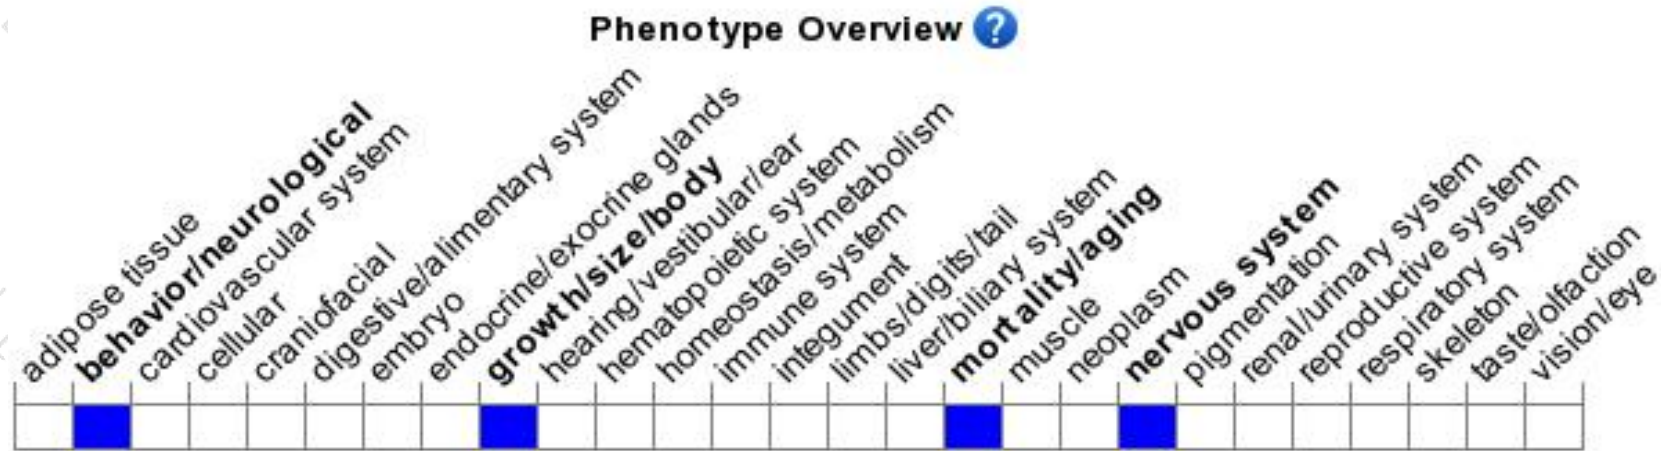 Phenotype Overview ?
adipose tissue
behavior/neurological
cardiovascular system
cellular
craniofacial
digestive/alimentary system
embryo
endocrine/exocrine glands
growth/size/body
hearing/vestibular/ear
hematopoietic system
homeostasis/metabolism
immune system
integument
limbs/digits/tail
liver/biliary system
mortality/aging
muscle
neoplasm
nervous system
pigmentation
renal/urinary system
reproductive system
respiratory system
skeleton
taste/olfaction
vision/eye